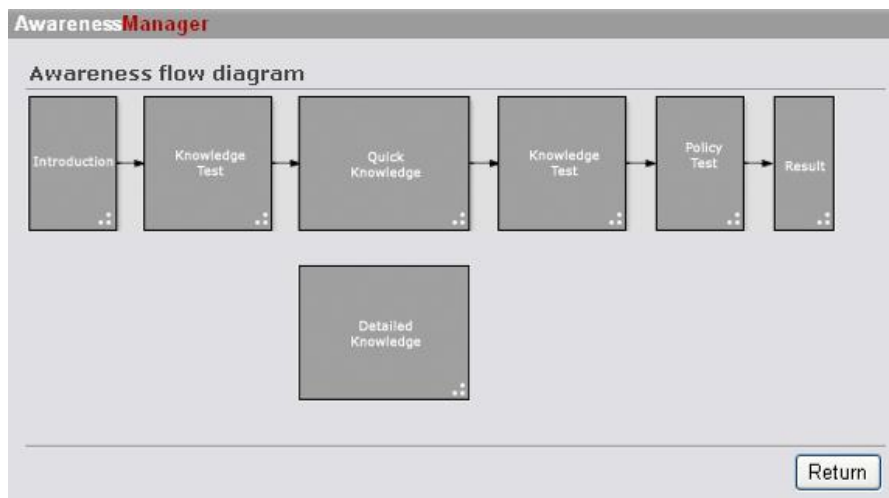 AwarenessManager
Awareness flow diagram
Introduction
Knowledge
Test
Quick
Knowledge
Knowledge
Test
Policy
Test
Result
Detailed
Knowledge
Return